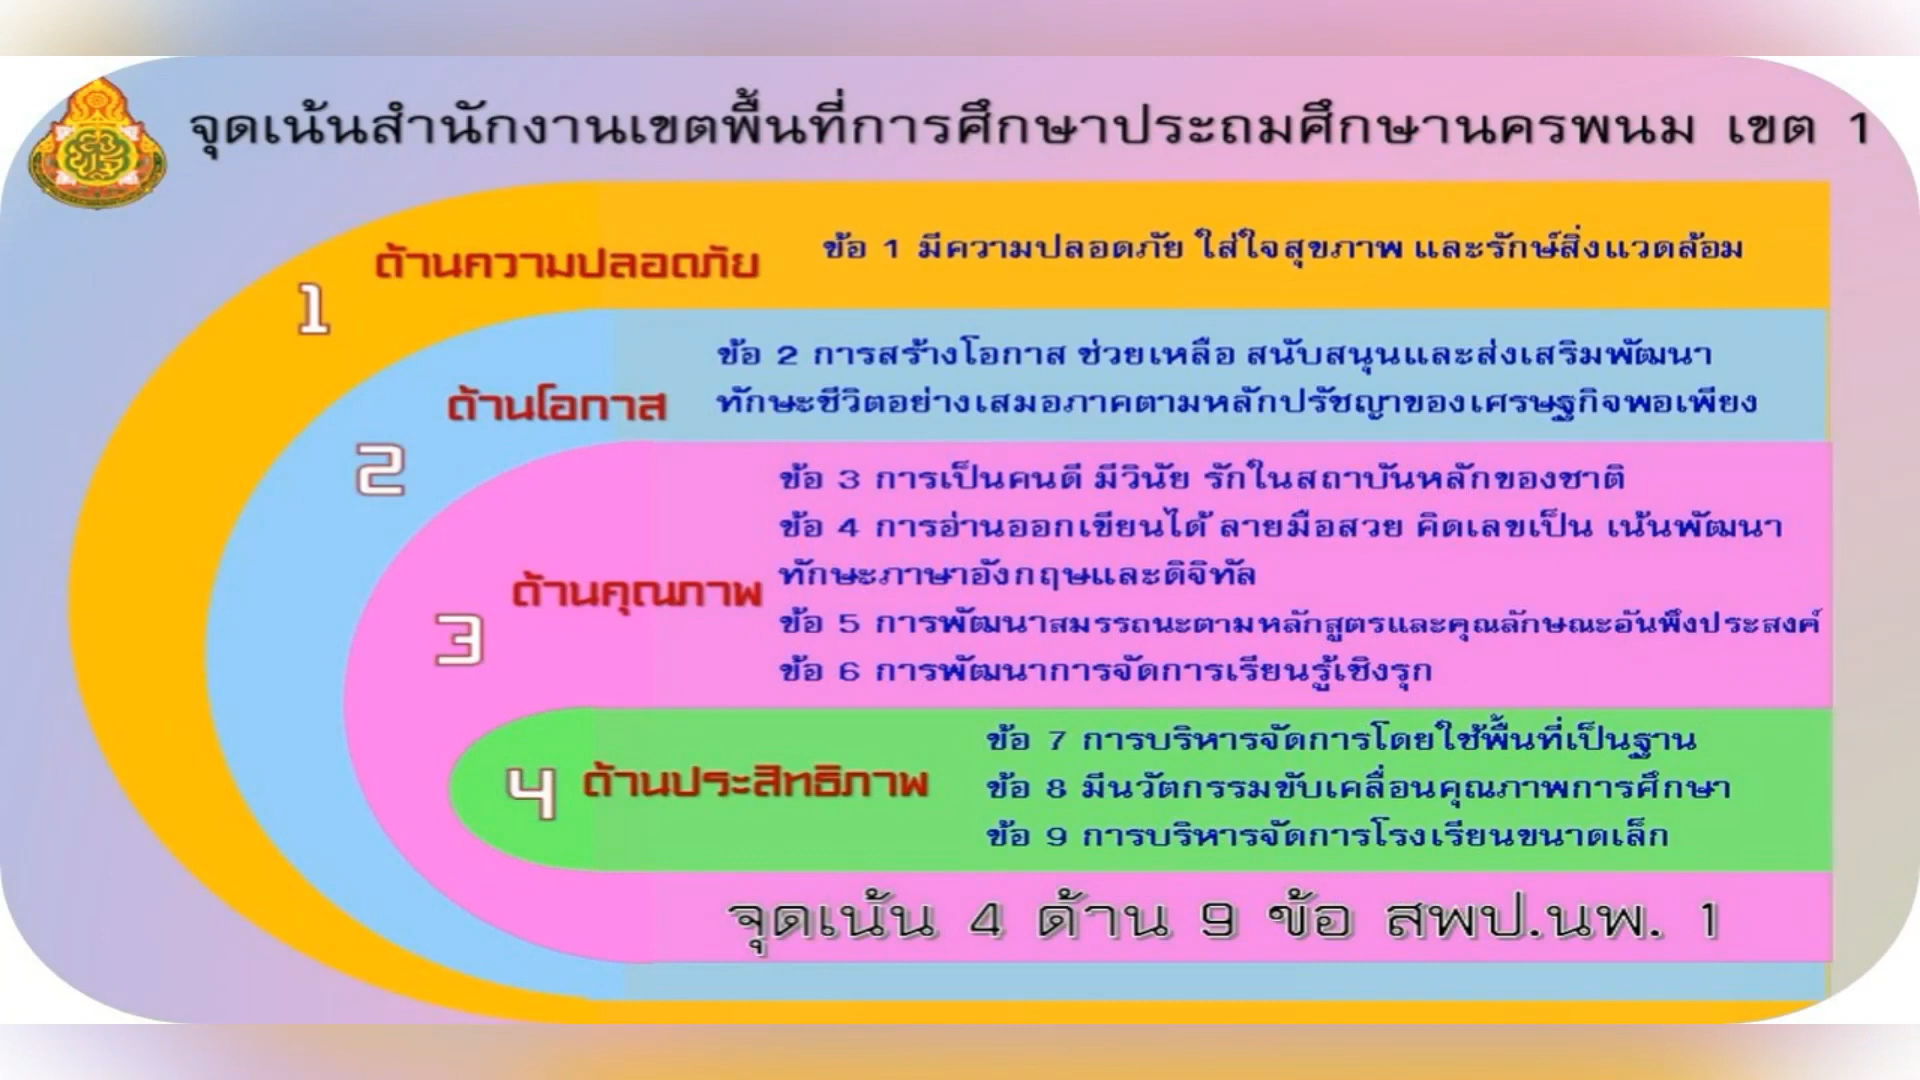 จุดเน้นสำนักงานเขตพื้นที่การศึกษาประถมศึกษานครพนม เขต 1
1
ด้านความปลอดภัย
ข้อ 1 มีความปลอดภัย ใส่ใจสุขภาพ และรักษ์สิ่งแวดล้อม
2
ด้านโอกาส
ข้อ 2 การสร้างโอกาส ช่วยเหลือ สนับสนุนและส่งเสริมพัฒนา
ทักษะชีวิตอย่างเสมอภาคตามหลักปรัชญาของเศรษฐกิจพอเพียง
3
ด้านคุณภาพ
ข้อ 3 การเป็นคนดี มีวินัย รักในสถาบันหลักของชาติ
ข้อ 4 การอ่านออกเขียนได้ ลายมือสวย คิดเลขเป็น เน้นพัฒนา
ทักษะภาษาอังกฤษและดิจิทัล
ข้อ 5 การพัฒนาสมรรถนะตามหลักสูตรและคุณลักษณะอันพึงประสงค์
ข้อ 6 การพัฒนาการจัดการเรียนรู้เชิงรุก
4
ด้านประสิทธิภาพ
ข้อ 7 การบริหารจัดการโดยใช้พื้นที่เป็นฐาน
ข้อ 8 มีนวัตกรรมขับเคลื่อนคุณภาพการศึกษา
ข้อ 9 การบริหารจัดการโรงเรียนขนาดเล็ก
จุดเน้น 4 ด้าน 9 ข้อ สพป.นพ. 1